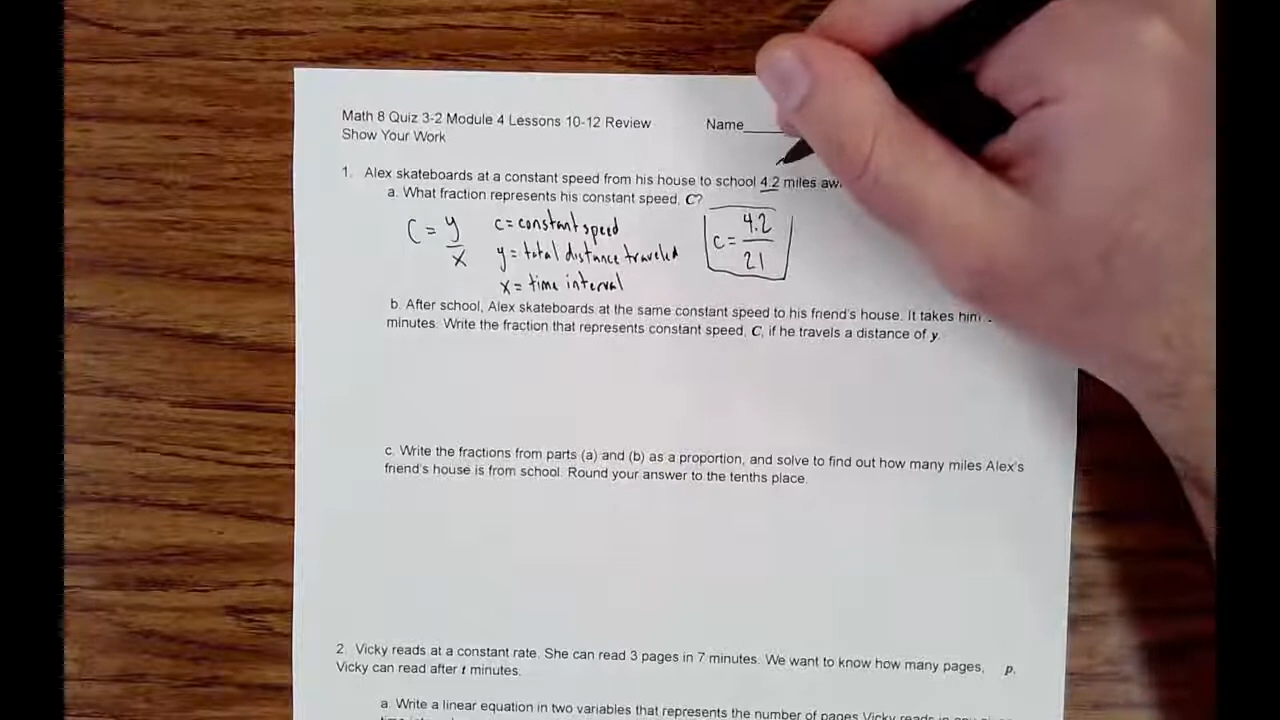 Math 8 Quiz 3-2 Module 4 Lessons 10-12 Review Name
Show Your Work
1. Alex skateboards at a constant speed from his house to school 4.2 miles
a. What fraction represents his constant speed, C?
C = y/x
c = constant speed
y = total distance traveled
x = time interval
c = 4.2/21
b. After school, Alex skateboards at the same constant speed to his friend's house. It takes him
minutes. Write the fraction that represents constant speed, C, if he travels a distance of y.
c. Write the fractions from parts (a) and (b) as a proportion, and solve to find out how many miles Alex's
friend's house is from school. Round your answer to the tenths place.
2. Vicky reads at a constant rate. She can read 3 pages in 7 minutes. We want to know how many pages, p,
Vicky can read after t minutes.
a. Write a linear equation in two variables that represents the number of pages Vicky reads in